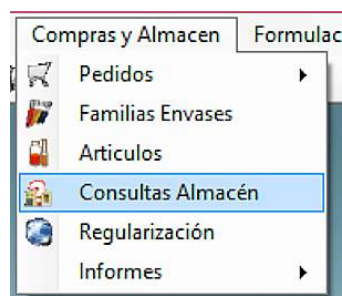 Compras y Almacen Formulac
Pedidos
Familias Envases
Articulos
Consultas Almacén
Regularización
Informes